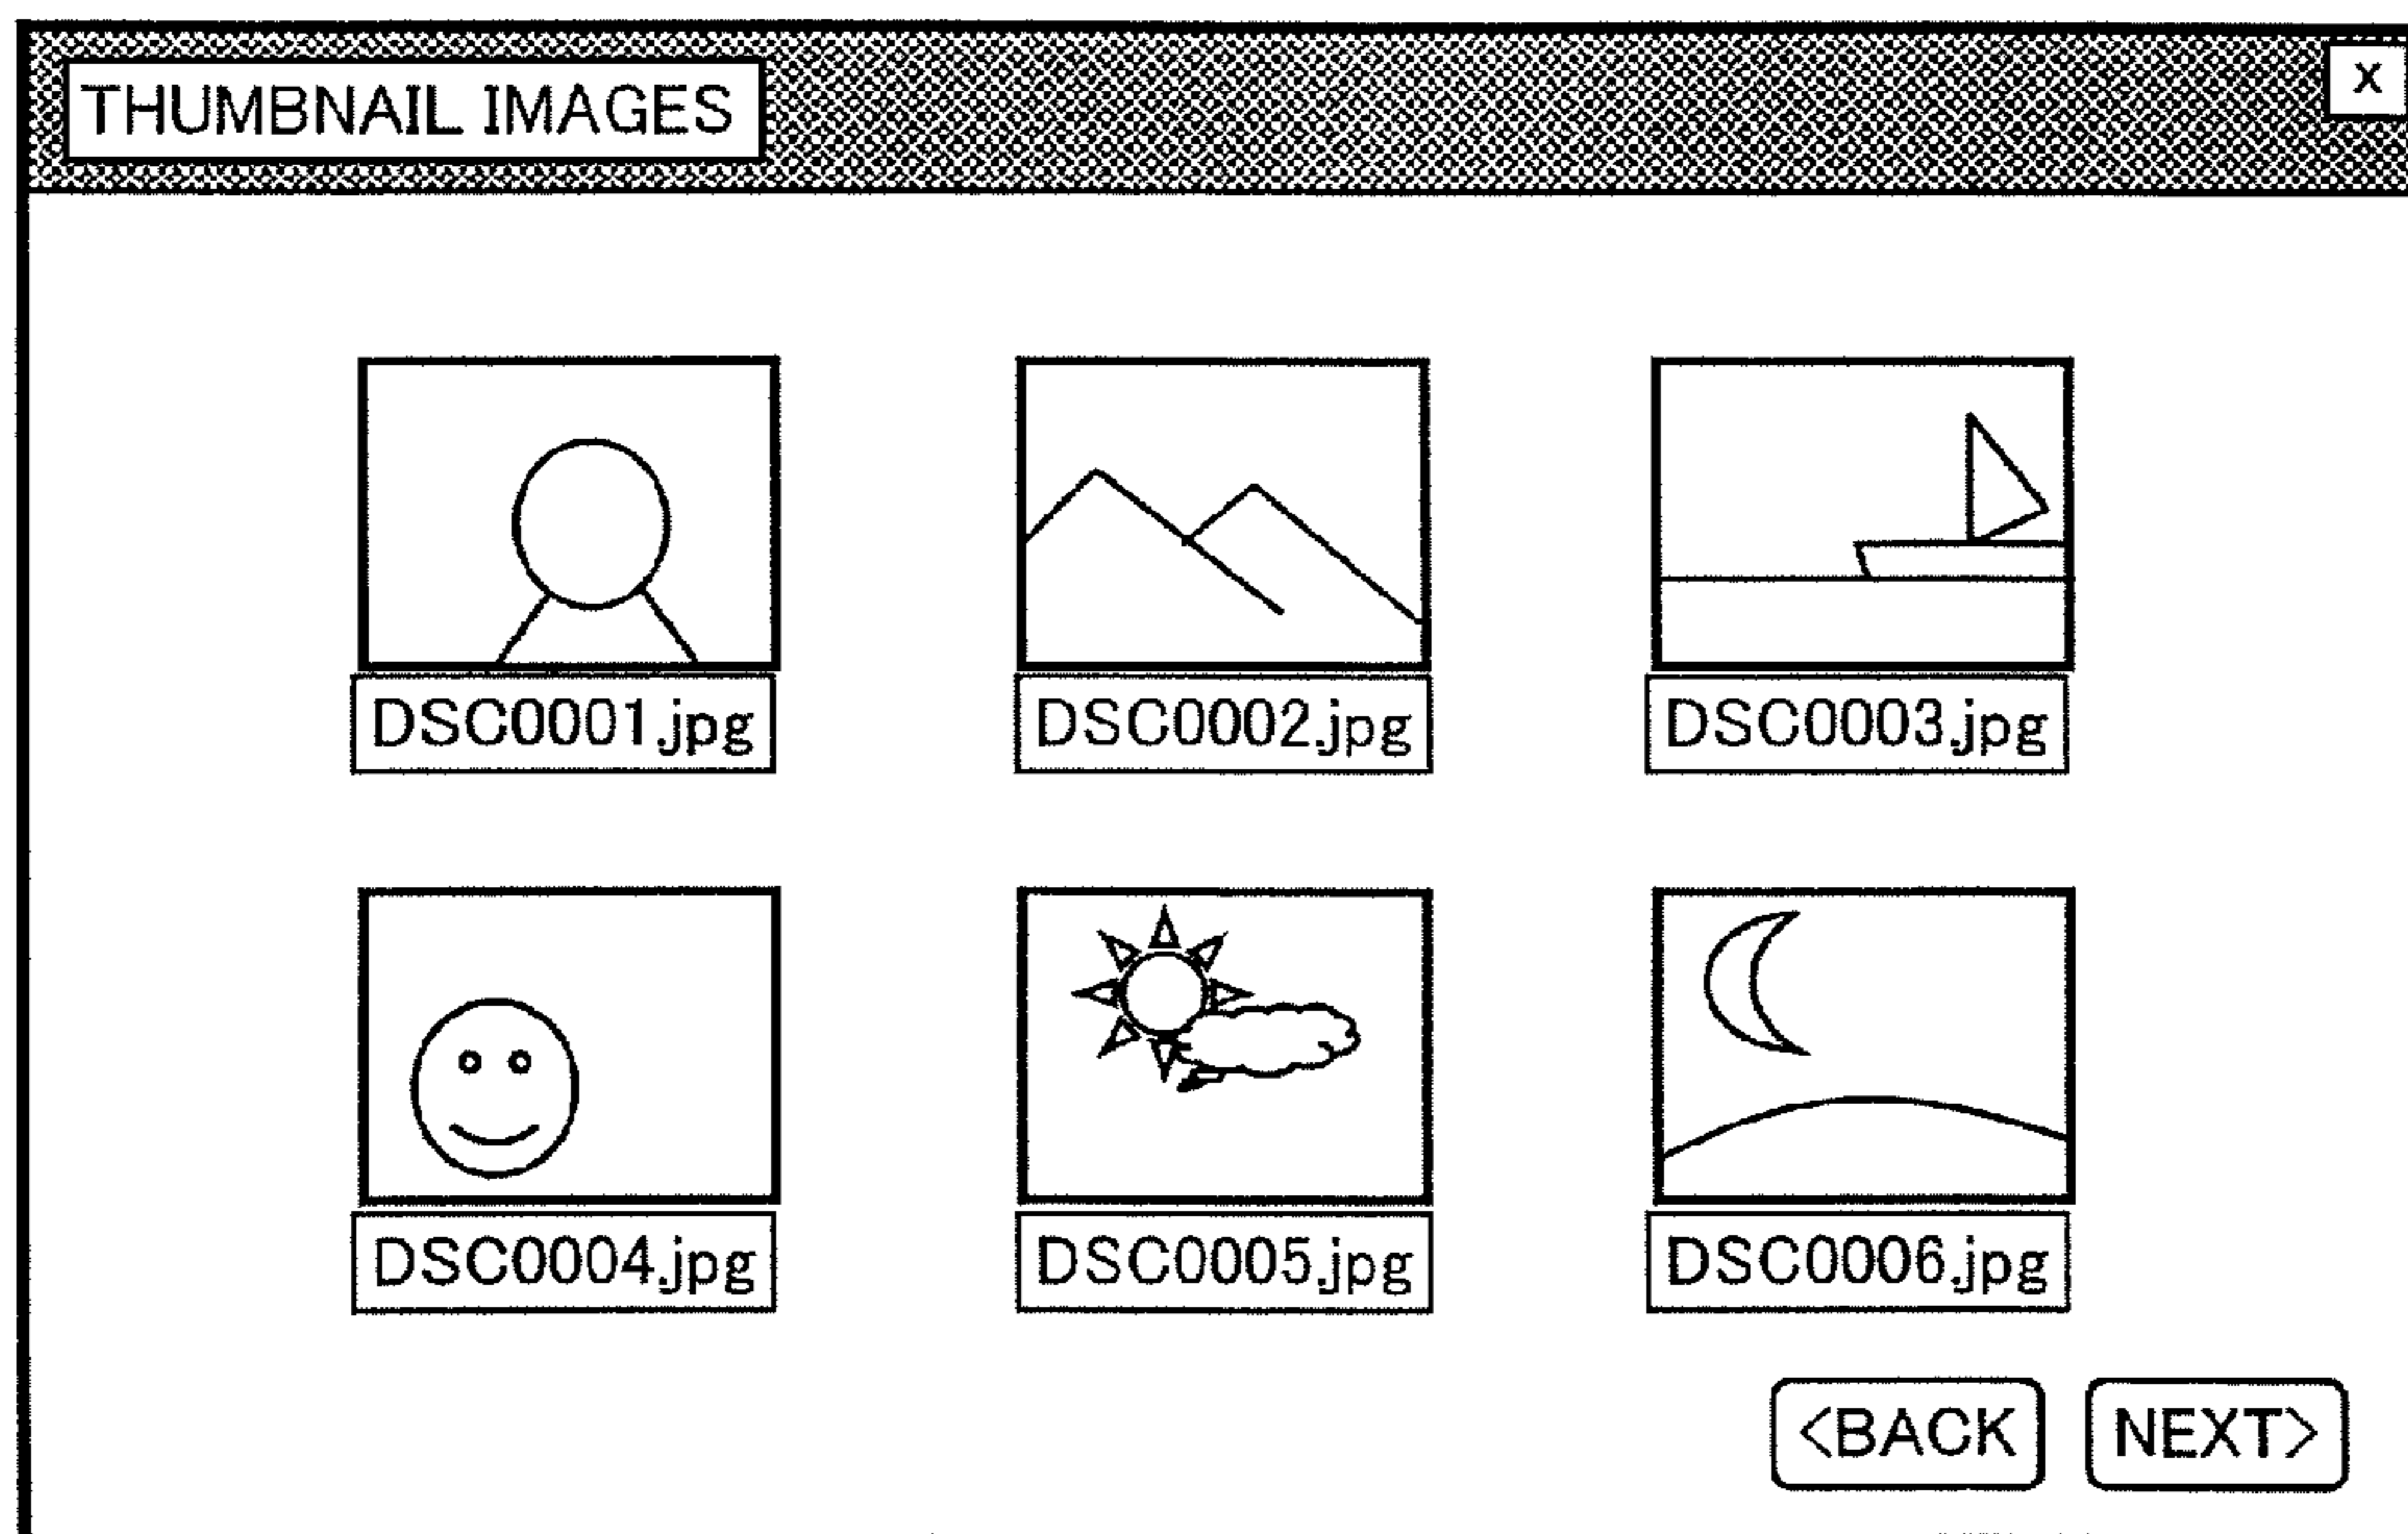 THUMBNAIL IMAGES
x
DSC0001.jpg
DSC0002.jpg
DSC0003.jpg
DSC0004.jpg
DSC0005.jpg
DSC0006.jpg
<BACK
NEXT>